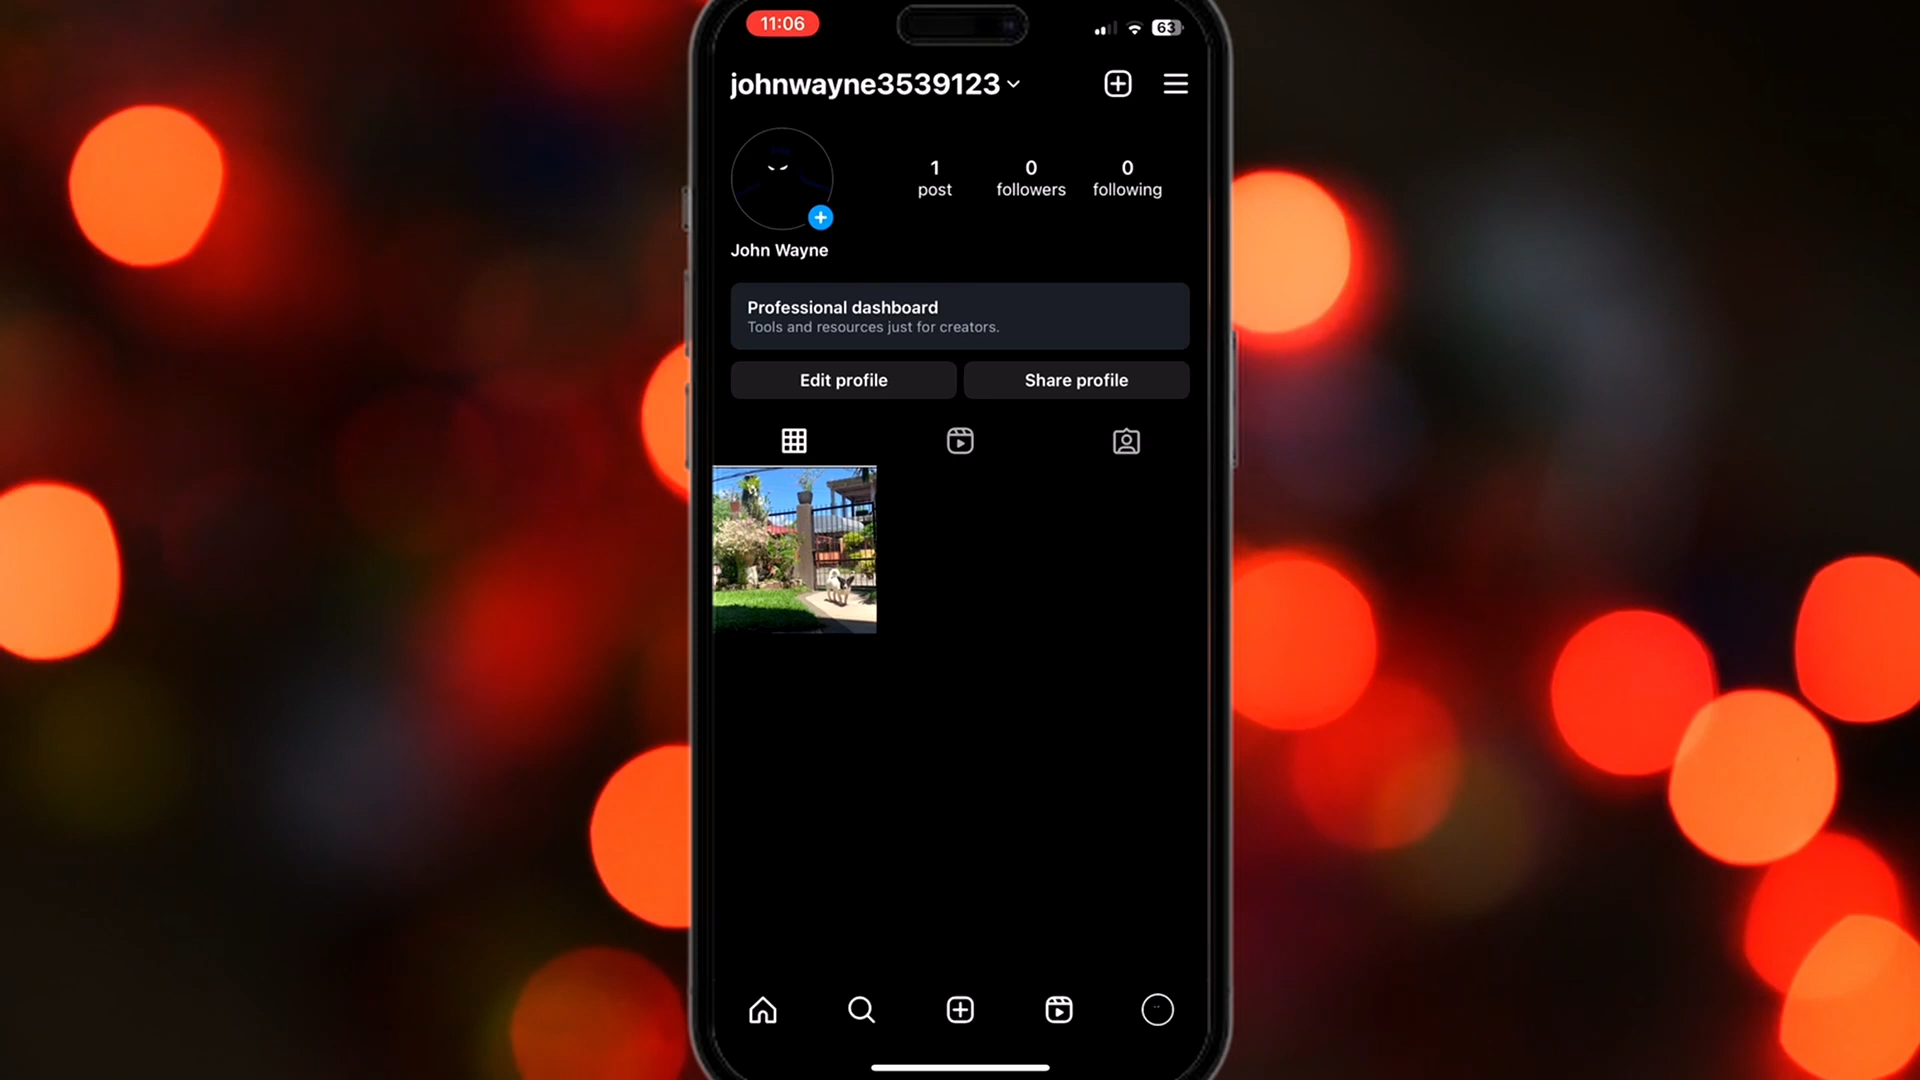 11:06
63
johnwayne3539123
1 post
0 followers
0 following
John Wayne
Professional dashboard
Tools and resources just for creators.
Edit profile
Share profile